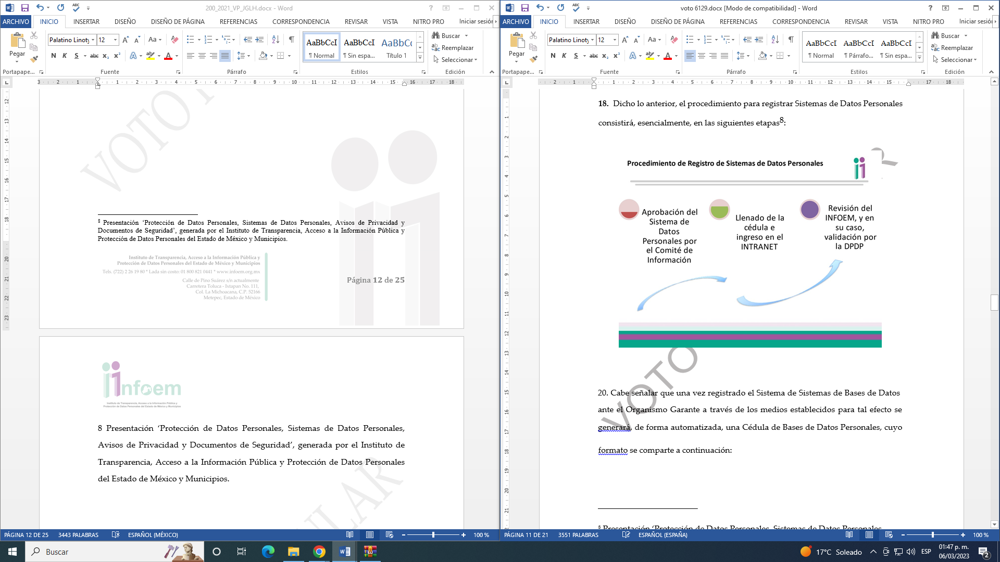 200_2021_VP_JGLH.docx - Word
ARCHIVO INICIO INSERTAR DISEÑO DISEÑO DE PÁGINA REFERENCIAS CORRESPONDENCIA REVISAR VISTA NITRO PRO Iniciar sesión
Pegar
Palatino Linoty 12
AaBbCcI AaBbCcI AaBbCc
¶ Normal ¶ Sin espa... Título 1
Buscar
Reemplazar
Seleccionar
Portapape... Fuente Párrafo Estilos Edición
VOTO
8 Presentación ‘Protección de Datos Personales, Sistemas de Datos Personales, Avisos de Privacidad y
Documentos de Seguridad’, generada por el Instituto de Transparencia, Acceso a la Información Pública y
Protección de Datos Personales del Estado de México y Municipios.
Instituto de Transparencia, Acceso a la Información Pública y
Protección de Datos Personales del Estado de México y Municipios
Tels. (722) 2 26 19 80 * Lada sin costo: 01 800 821 0441 * www.infoem.org.mx
Calle de Pino Suárez s/n actualmente
Carretera Toluca - Ixtapan No. 111,
Col. La Michoacana, C.P. 52166
Metepec, Estado de México
Página 12 de 25
infoem
Instituto de Transparencia, Acceso a la Información Pública y
Protección de Datos Personales del Estado de México y Municipios
8 Presentación ‘Protección de Datos Personales, Sistemas de Datos Personales,
Avisos de Privacidad y Documentos de Seguridad’, generada por el Instituto de
Transparencia, Acceso a la Información Pública y Protección de Datos Personales
del Estado de México y Municipios.
PÁGINA 12 DE 25 3443 PALABRAS ESPAÑOL (MÉXICO) 100 %
voto 6129.docx [Modo de compatibilidad] - Word
ARCHIVO INICIO INSERTAR DISEÑO DISEÑO DE PÁGINA REFERENCIAS CORRESPONDENCIA REVISAR VISTA NITRO PRO Iniciar sesión
Pegar
Palatino Linoty 12
AaBbCcI AaBbCcI AaBbCcI
¶ Normal ¶ Párrafo... ¶ Sin espa...
Buscar
Reemplazar
Seleccionar
Portapape... Fuente Párrafo Estilos Edición
18. Dicho lo anterior, el procedimiento para registrar Sistemas de Datos Personales
consistirá, esencialmente, en las siguientes etapas8:
Procedimiento de Registro de Sistemas de Datos Personales
Aprobación del
Sistema de
Datos
Personales por
el Comité de
Información
Llenado de la
cédula e
ingreso en el
INTRANET
Revisión del
INFOEM, y en
su caso,
validación por
la DPDP
VOTO
20. Cabe señalar que una vez registrado el Sistema de Sistemas de Bases de Datos
ante el Organismo Garante a través de los medios establecidos para tal efecto se
generará, de forma automatizada, una Cédula de Bases de Datos Personales, cuyo
formato se comparte a continuación:
8 Presentación ‘Protección de Datos Personales, Sistemas de Datos Personales,
PÁGINA 11 DE 21 3551 PALABRAS ESPAÑOL (ESPAÑA) 100 %
Buscar
17°C Soleado ESP 01:47 p. m.
06/03/2023
2